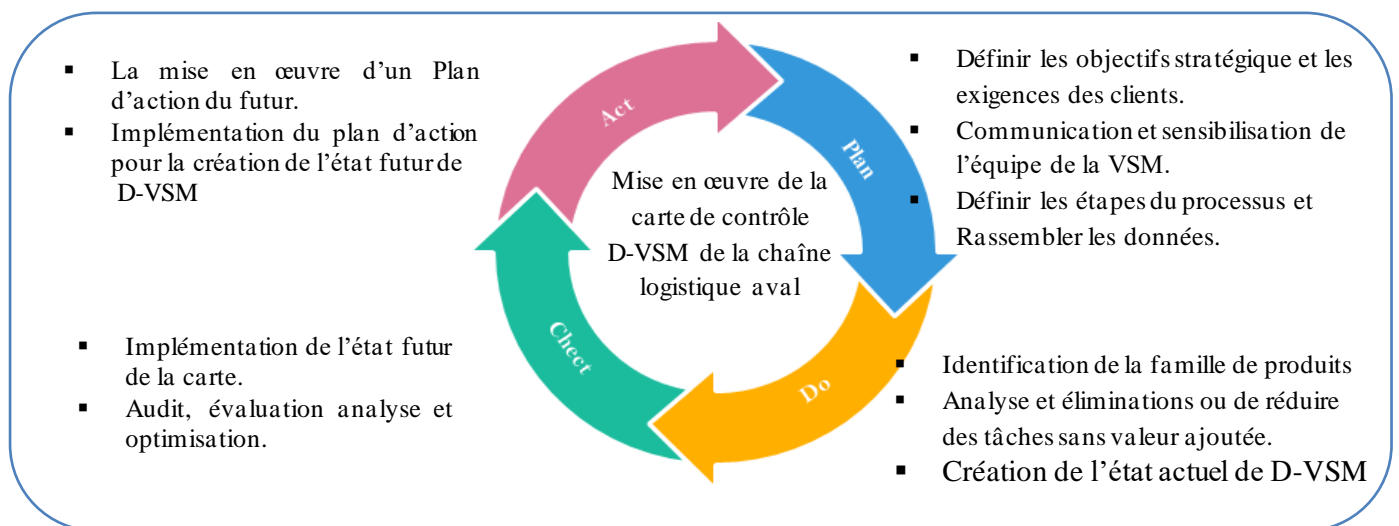 ▪ La mise en œuvre d’un Plan
d’action du futur.
▪ Implémentation du plan d’action
pour la création de l’état futur de
D-VSM
Act
Plan
Do
Chect
Mise en œuvre de la
carte de contrôle
D-VSM de la chaîne
logistique aval
▪ Définir les objectifs stratégique et les
exigences des clients.
▪ Communication et sensibilisation de
l’équipe de la VSM.
▪ Définir les étapes du processus et
Rassembler les données.
▪ Implémentation de l’état futur
de la carte.
▪ Audit, évaluation analyse et
optimisation.
▪ Identification de la famille de produits
▪ Analyse et éliminations ou de réduire
des tâches sans valeur ajoutée.
▪ Création de l’état actuel de D-VSM